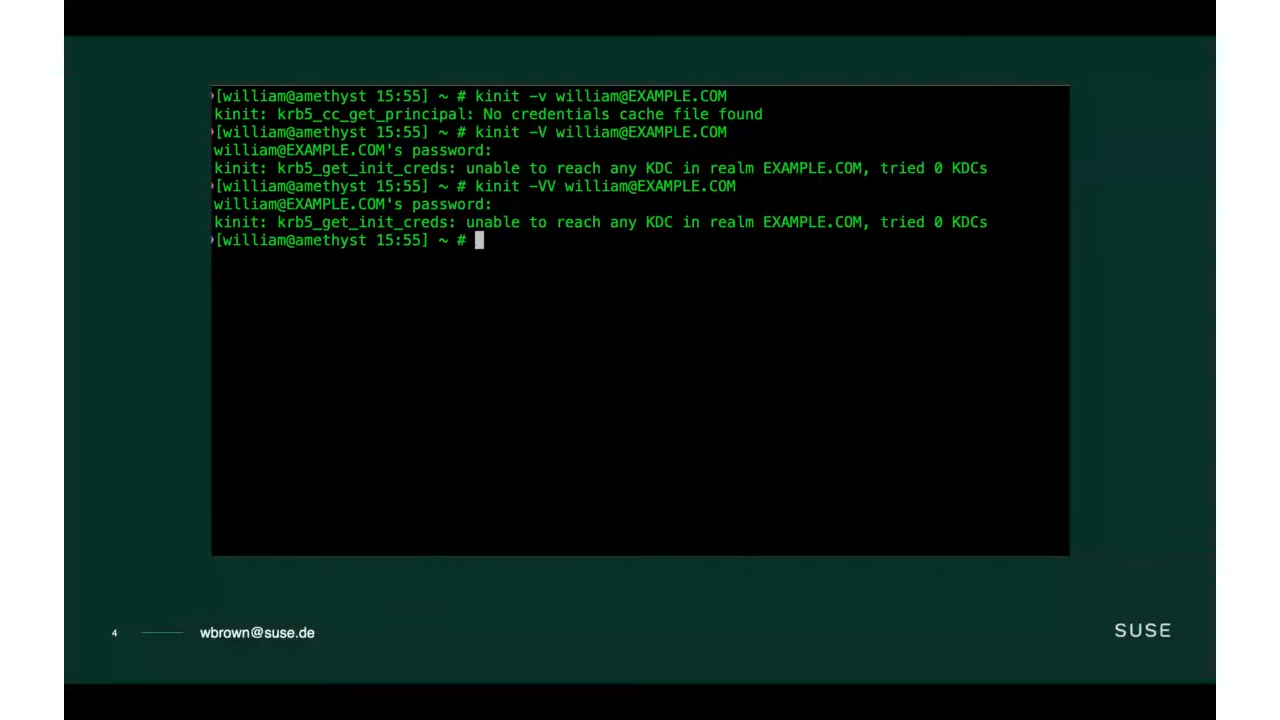 [william@amethyst 15:55] ~ # kinit -v william@EXAMPLE.COM
kinit: krb5_cc_get_principal: No credentials cache file found
[william@amethyst 15:55] ~ # kinit -V william@EXAMPLE.COM
william@EXAMPLE.COM's password:
kinit: krb5_get_init_creds: unable to reach any KDC in realm EXAMPLE.COM, tried 0 KDCs
[william@amethyst 15:55] ~ # kinit -VV william@EXAMPLE.COM
william@EXAMPLE.COM's password:
kinit: krb5_get_init_creds: unable to reach any KDC in realm EXAMPLE.COM, tried 0 KDCs
[william@amethyst 15:55] ~ #
4 wbrown@suse.de
SUSE